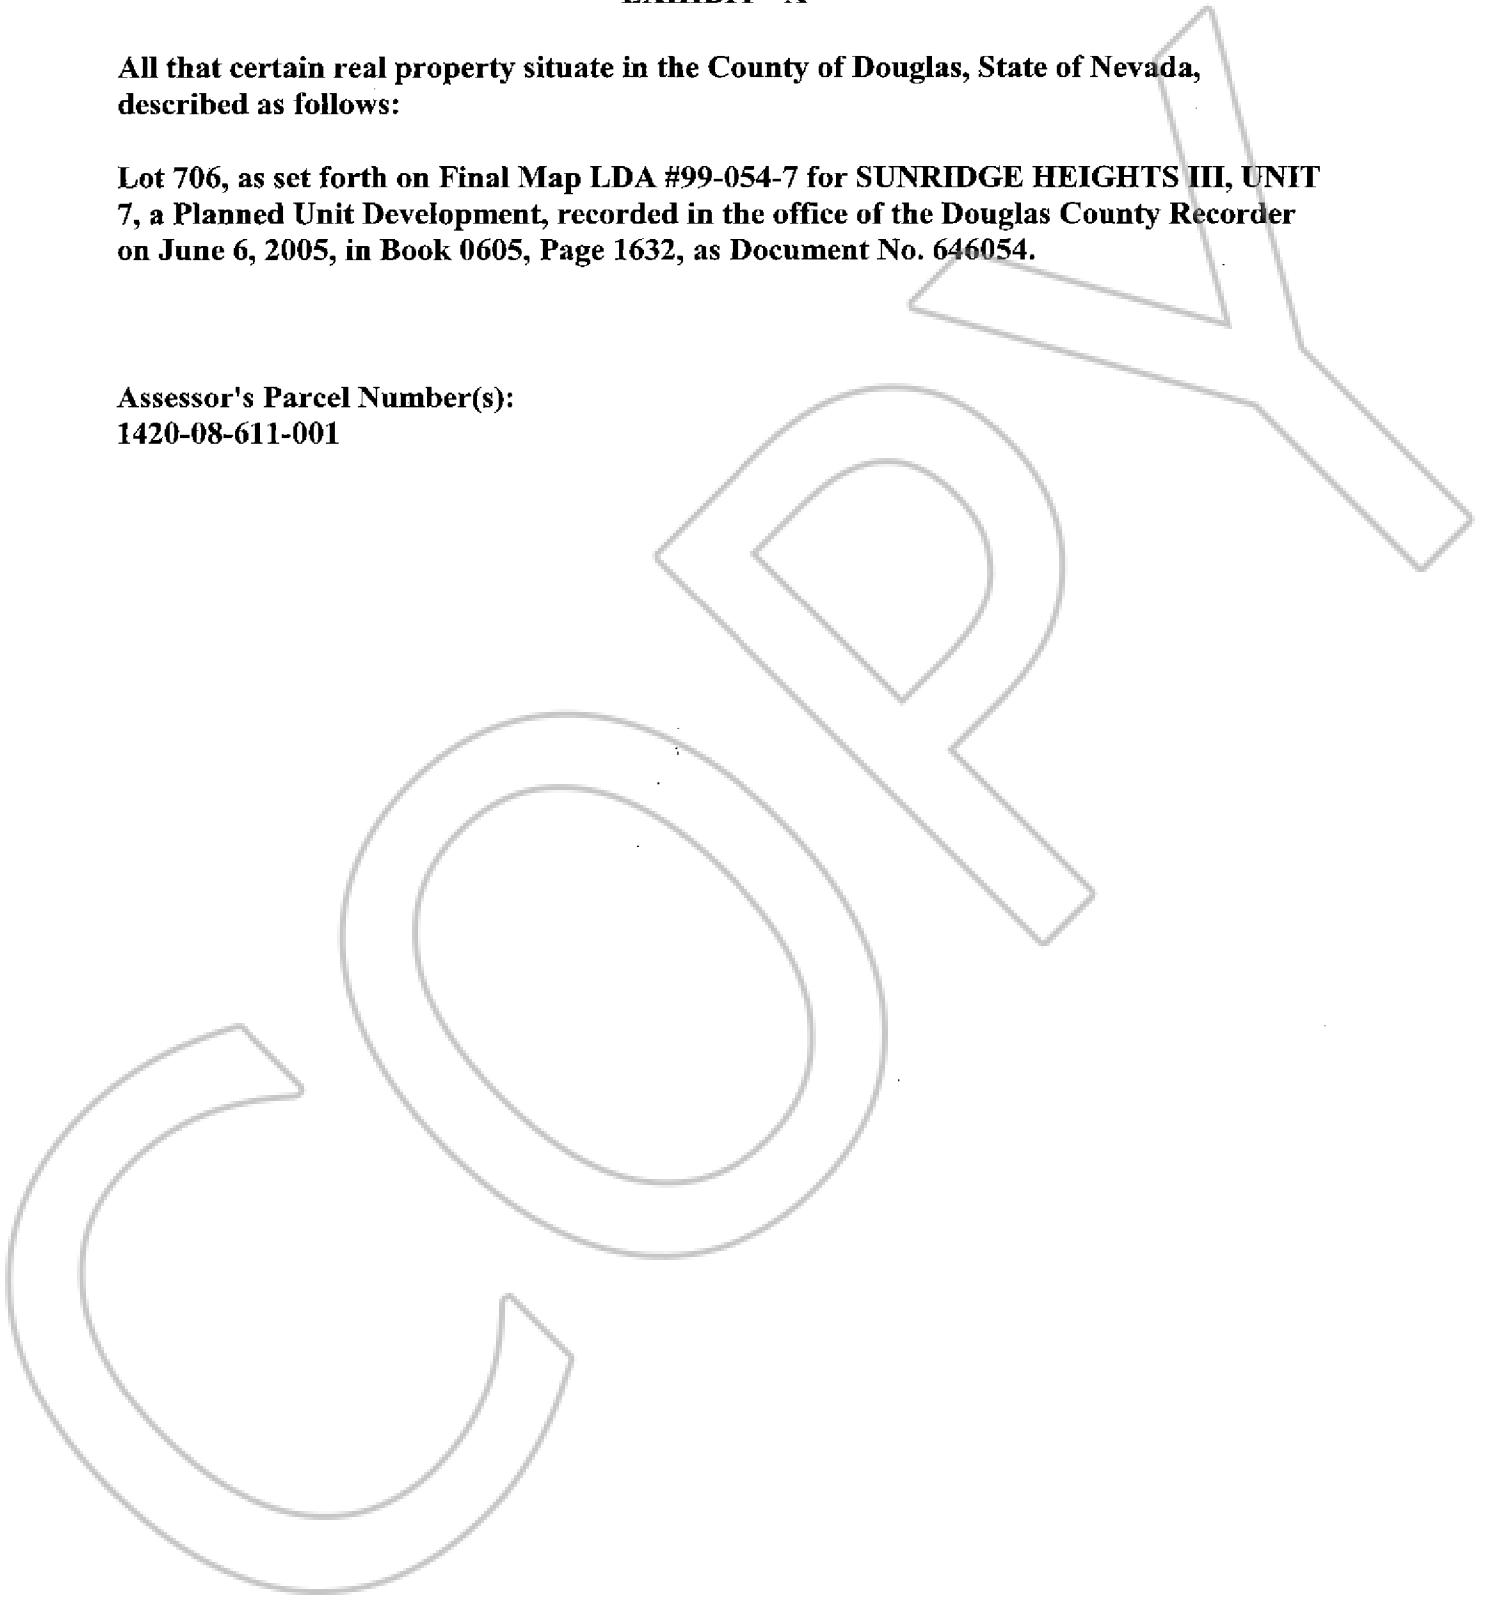 All that certain real property situate in the County of Douglas, State of Nevada,
described as follows:
Lot 706, as set forth on Final Map LDA #99-054-7 for SUNRIDGE HEIGHTS III, UNIT
7, a Planned Unit Development, recorded in the office of the Douglas County Recorder
on June 6, 2005, in Book 0605, Page 1632, as Document No. 646054.
Assessor's Parcel Number(s):
1420-08-611-001
COPY